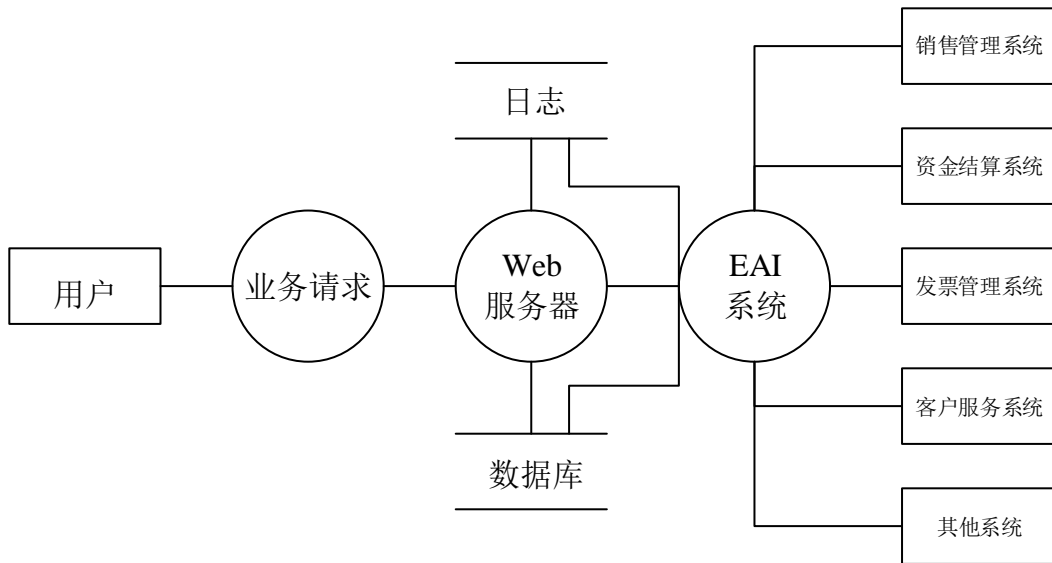 销售管理系统
日志
资金结算系统
用户
业务请求
Web
服务器
EAI
系统
发票管理系统
客户服务系统
数据库
其他系统